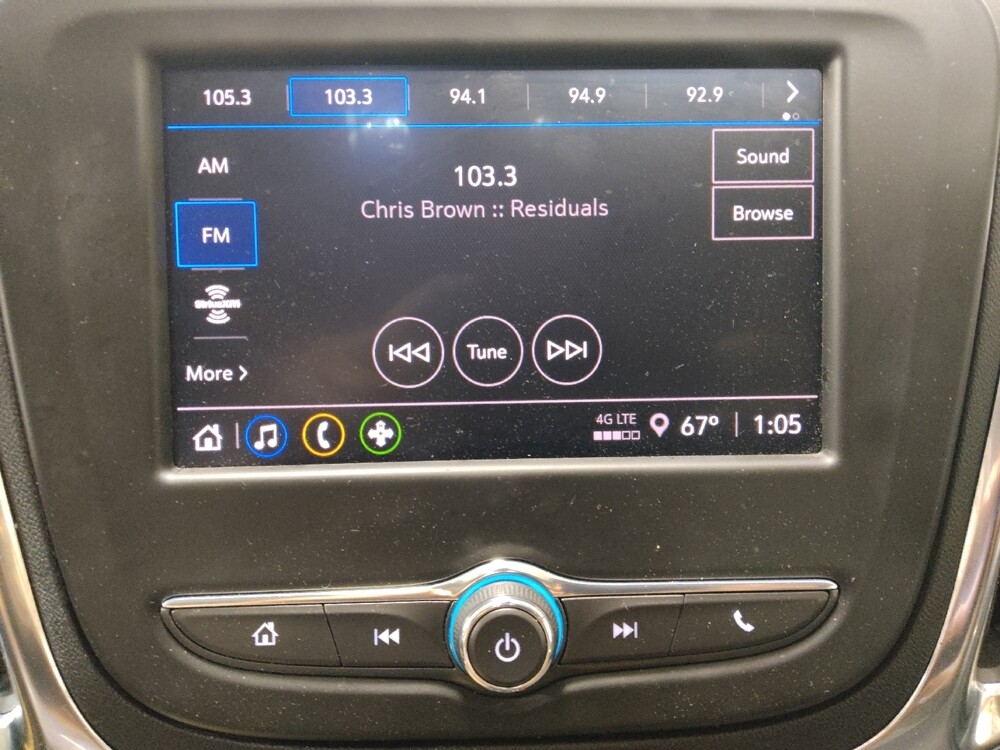 105.3 103.3 94.1 94.9 92.9
AM
103.3
Sound
Chris Brown :: Residuals
Browse
FM
SiriusXM
Tune
More
4G LTE
67° 1:05